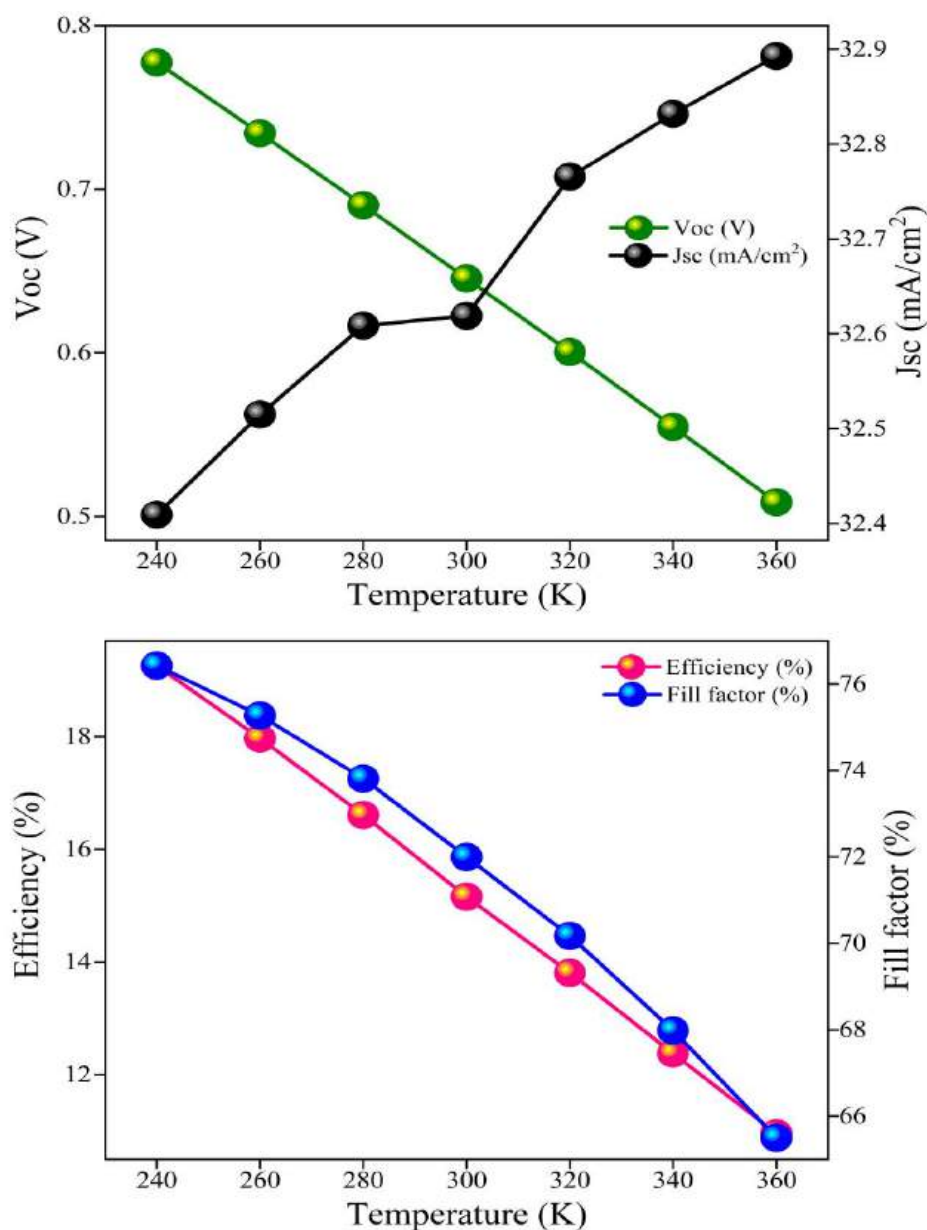 0.8
0.7
0.6
0.5
Voc (V)
32.9
32.8
32.7
32.6
32.5
32.4
Jsc (mA/cm²)
Voc (V)
Jsc (mA/cm²)
240 260 280 300 320 340 360
Temperature (K)
18
16
14
12
Efficiency (%)
76
74
72
70
68
66
Fill factor (%)
Efficiency (%)
Fill factor (%)
240 260 280 300 320 340 360
Temperature (K)